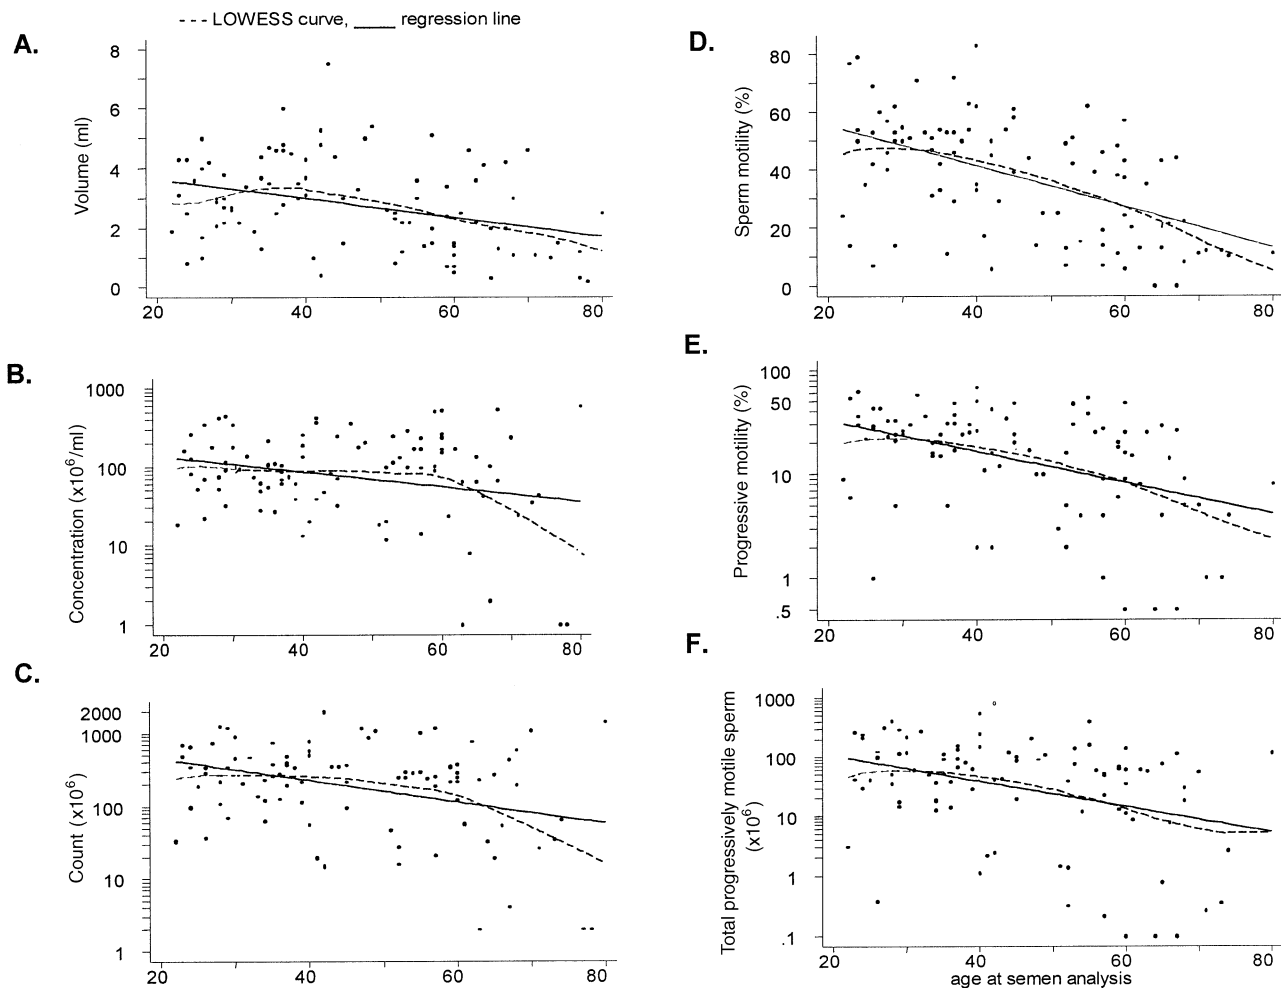 --- LOWESS curve, ____ regression line
A.
Volume (ml)
8
6
4
2
0
20 40 60 80
B.
Concentration (x10⁶/ml)
1000
100
10
1
20 40 60 80
C.
Count (x10⁶)
2000
1000
100
10
1
20 40 60 80
D.
Sperm motility (%)
80
60
40
20
0
20 40 60 80
E.
Progressive motility (%)
100
50
10
1
.5
20 40 60 80
F.
Total progressively motile sperm
(x10⁶)
1000
100
10
1
.1
20 40 60 80
age at semen analysis